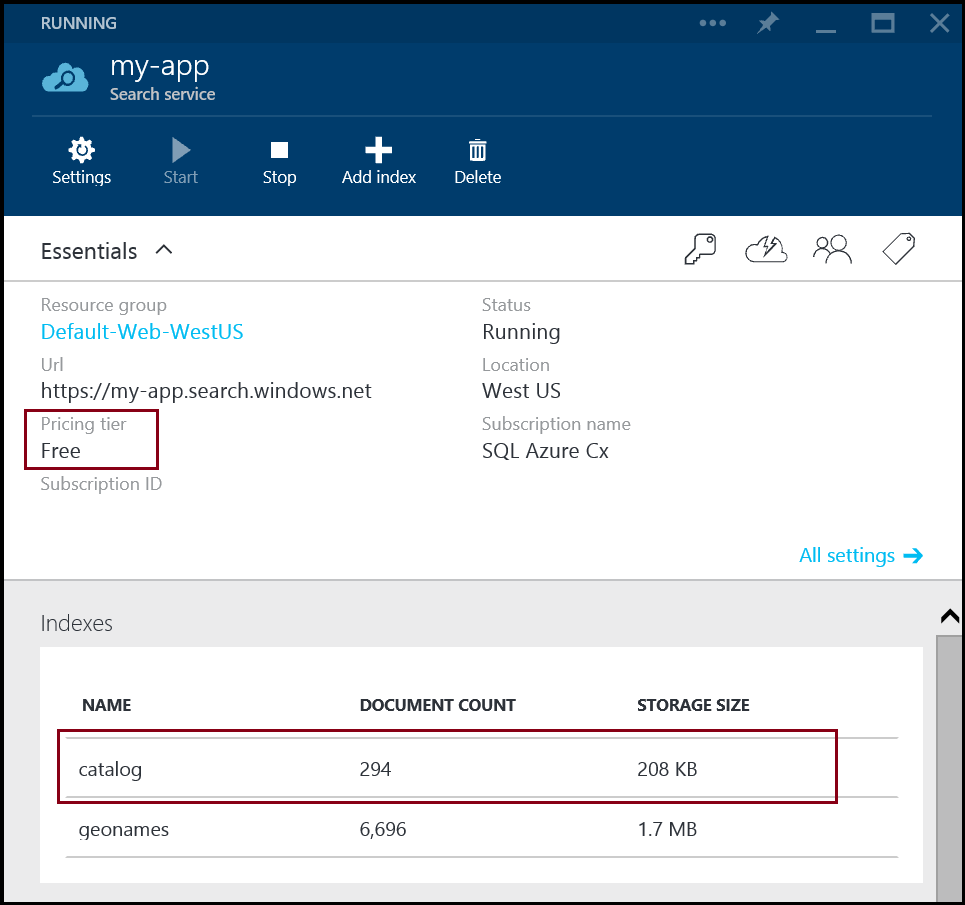 RUNNING
my-app
Search service
Settings Start Stop Add index Delete
Essentials
Resource group Status
Default-Web-WestUS Running
Url Location
https://my-app.search.windows.net West US
Pricing tier Subscription name
Free SQL Azure Cx
Subscription ID
All settings
Indexes
NAME DOCUMENT COUNT STORAGE SIZE
catalog 294 208 KB
geonames 6,696 1.7 MB